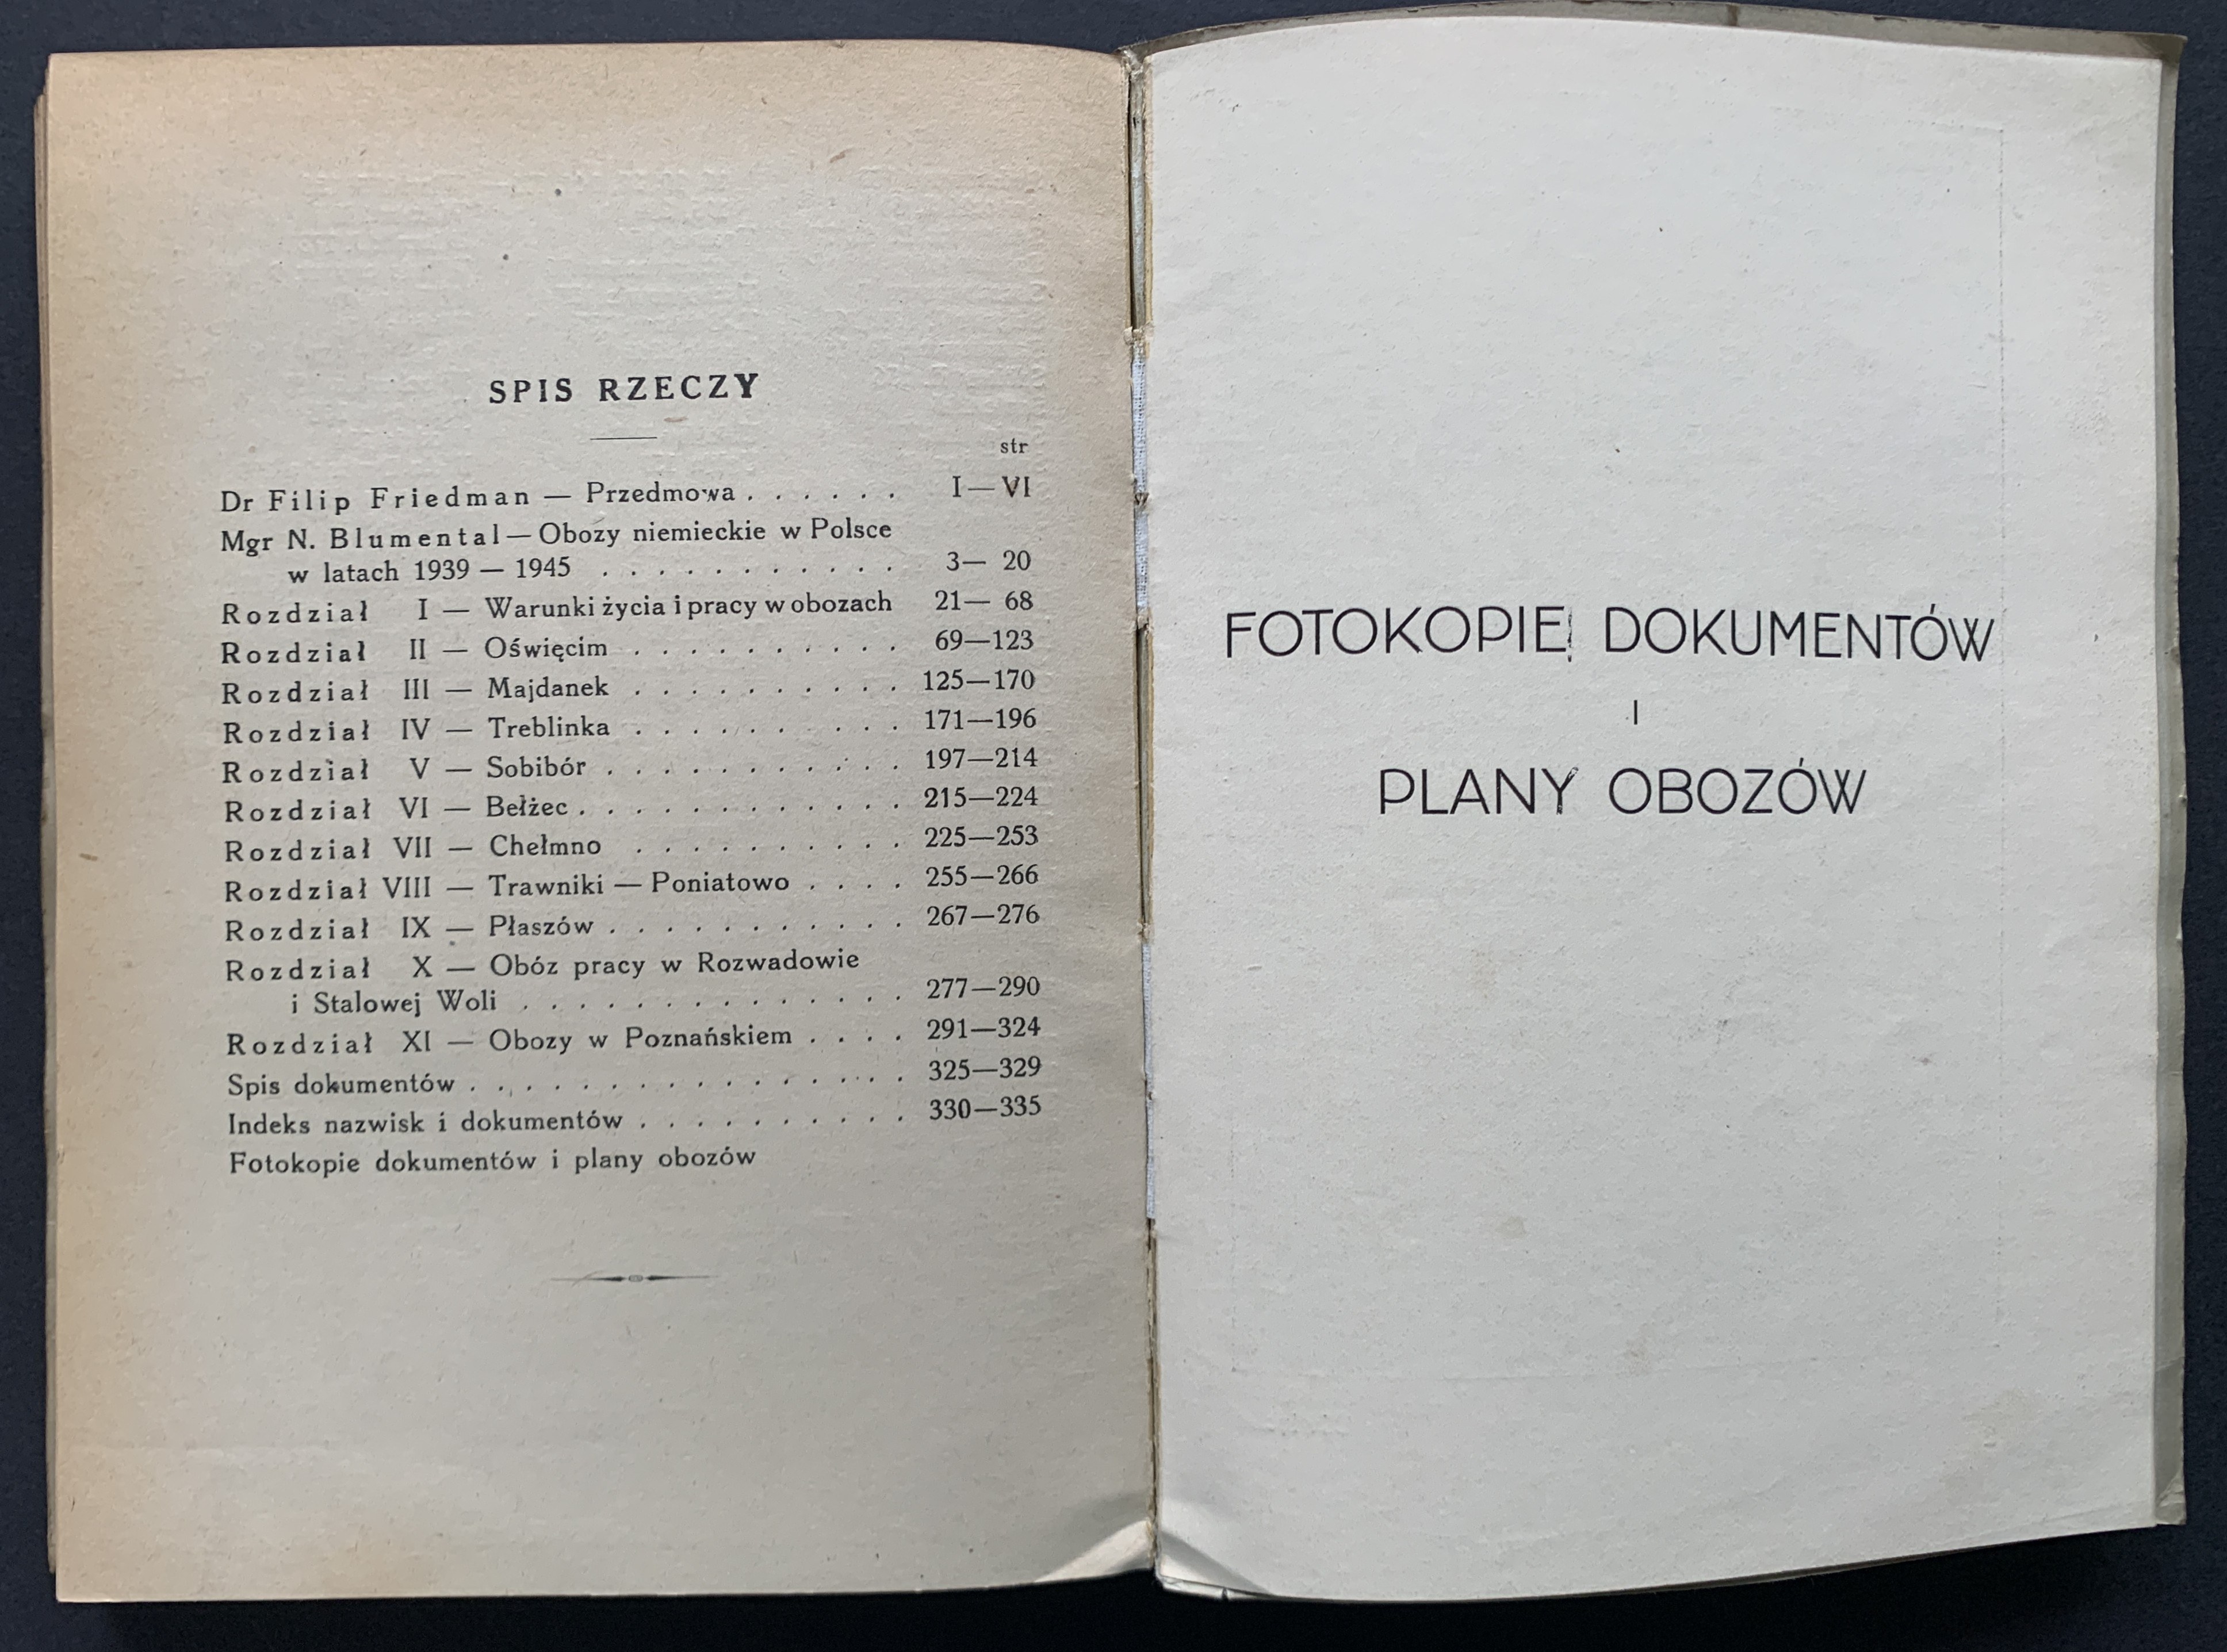 SPIS RZECZY
str
Dr Filip Friedman — Przedmowa . . . . . . I—VI
Mgr N. Blumental—Obozy niemieckie w Polsce
w latach 1939 — 1945 . . . . . . . . . . . 3— 20
Rozdział I — Warunki życia i pracy w obozach 21— 68
Rozdział II — Oświęcim . . . . . . . . . . 69—123
Rozdział III — Majdanek . . . . . . . . . . 125—170
Rozdział IV — Treblinka . . . . . . . . . . 171—196
Rozdział V — Sobibór . . . . . . . . . . . 197—214
Rozdział VI — Bełżec . . . . . . . . . . . . 215—224
Rozdział VII — Chełmno . . . . . . . . . . 225—253
Rozdział VIII — Trawniki — Poniatowo . . . . 255—266
Rozdział IX — Płaszów . . . . . . . . . . . 267—276
Rozdział X — Obóz pracy w Rozwadowie
i Stalowej Woli . . . . . . . . . . . . . . 277—290
Rozdział XI — Obozy w Poznańskiem . . . . 291—324
Spis dokumentów . . . . . . . . . . . . . . . . 325—329
Indeks nazwisk i dokumentów . . . . . . . . . . 330—335
Fotokopie dokumentów i plany obozów
FOTOKOPIE DOKUMENTÓW
I
PLANY OBOZÓW